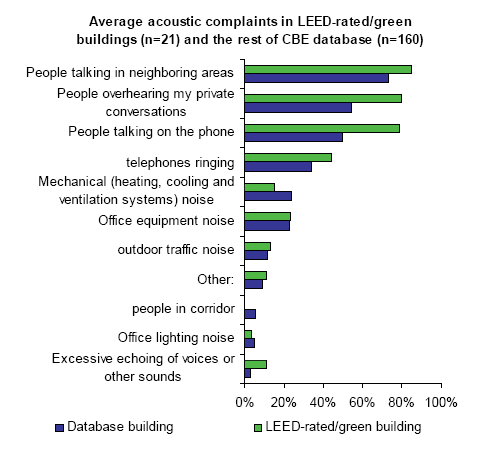 Average acoustic complaints in LEED-rated/green
buildings (n=21) and the rest of CBE database (n=160)
People talking in neighboring areas
People overhearing my private
conversations
People talking on the phone
telephones ringing
Mechanical (heating, cooling and
ventilation systems) noise
Office equipment noise
outdoor traffic noise
Other:
people in corridor
Office lighting noise
Excessive echoing of voices or
other sounds
0% 20% 40% 60% 80% 100%
Database building LEED-rated/green building